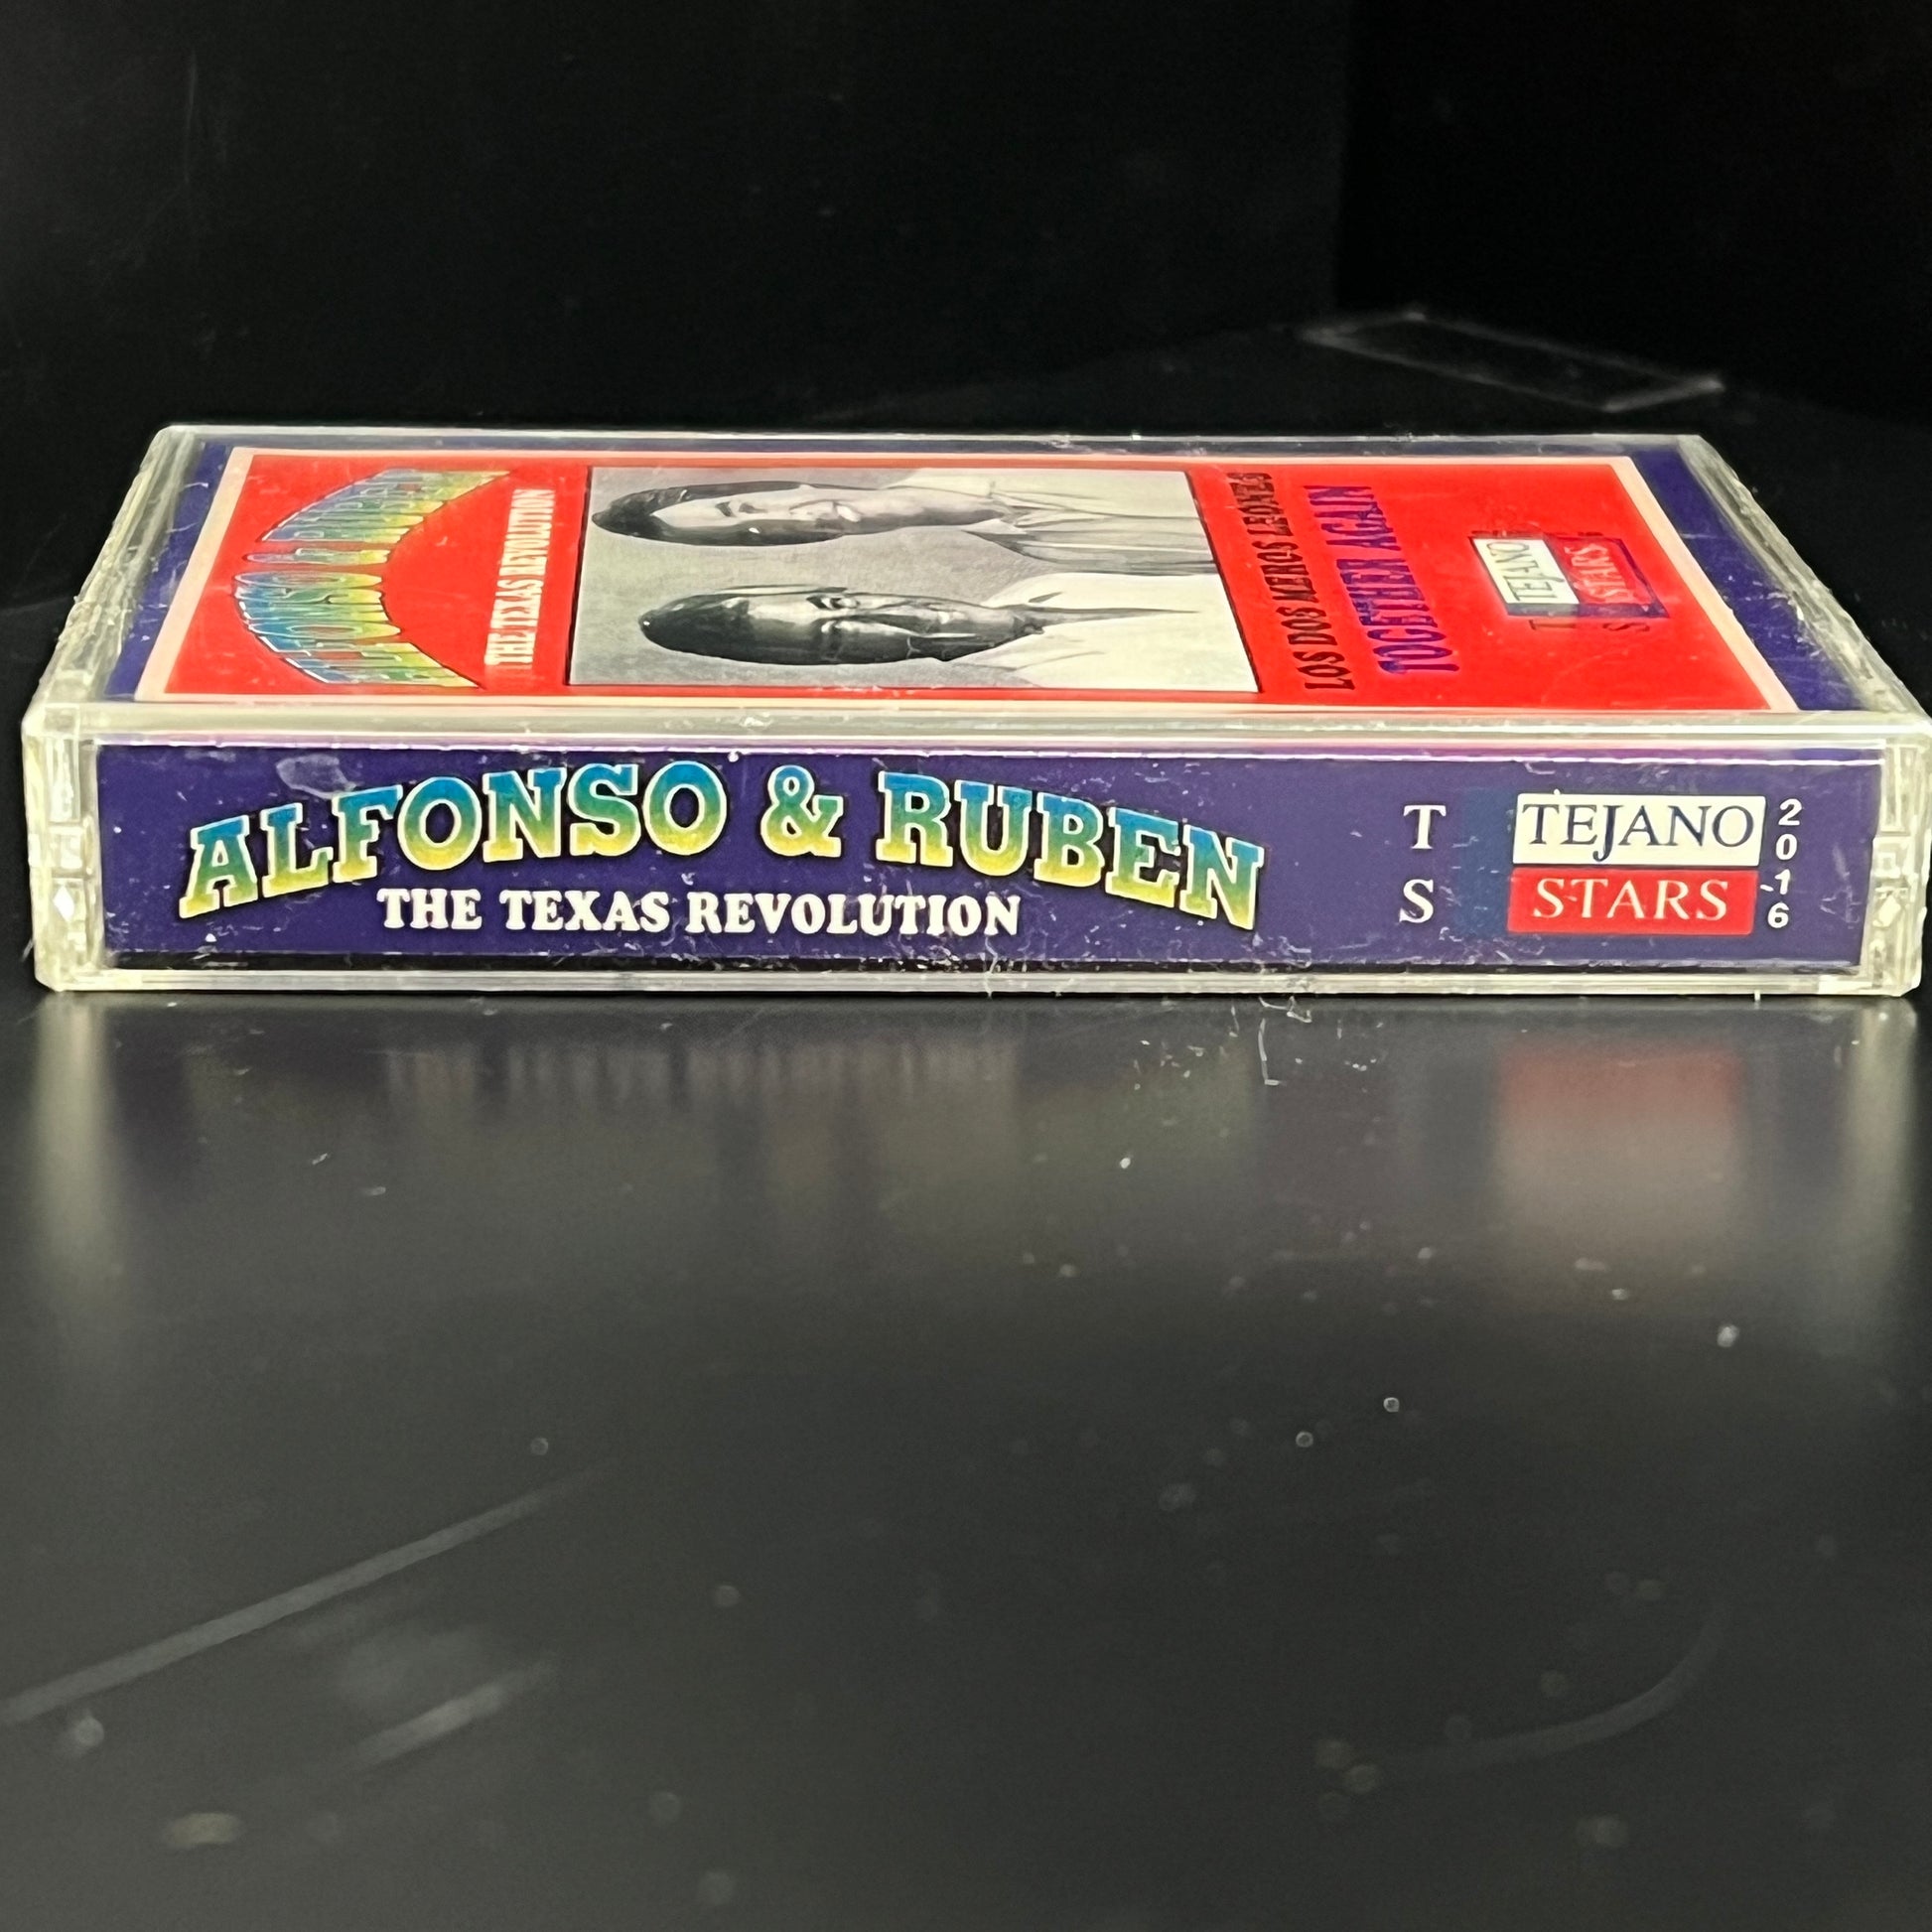 ALFONSO & RUBEN
THE TEXAS REVOLUTION
LOS DOS MEROS LEONES
TOGETHER AGAIN
T TEJANO
S STARS
ALFONSO & RUBEN
THE TEXAS REVOLUTION
T TEJANO
S STARS
2016